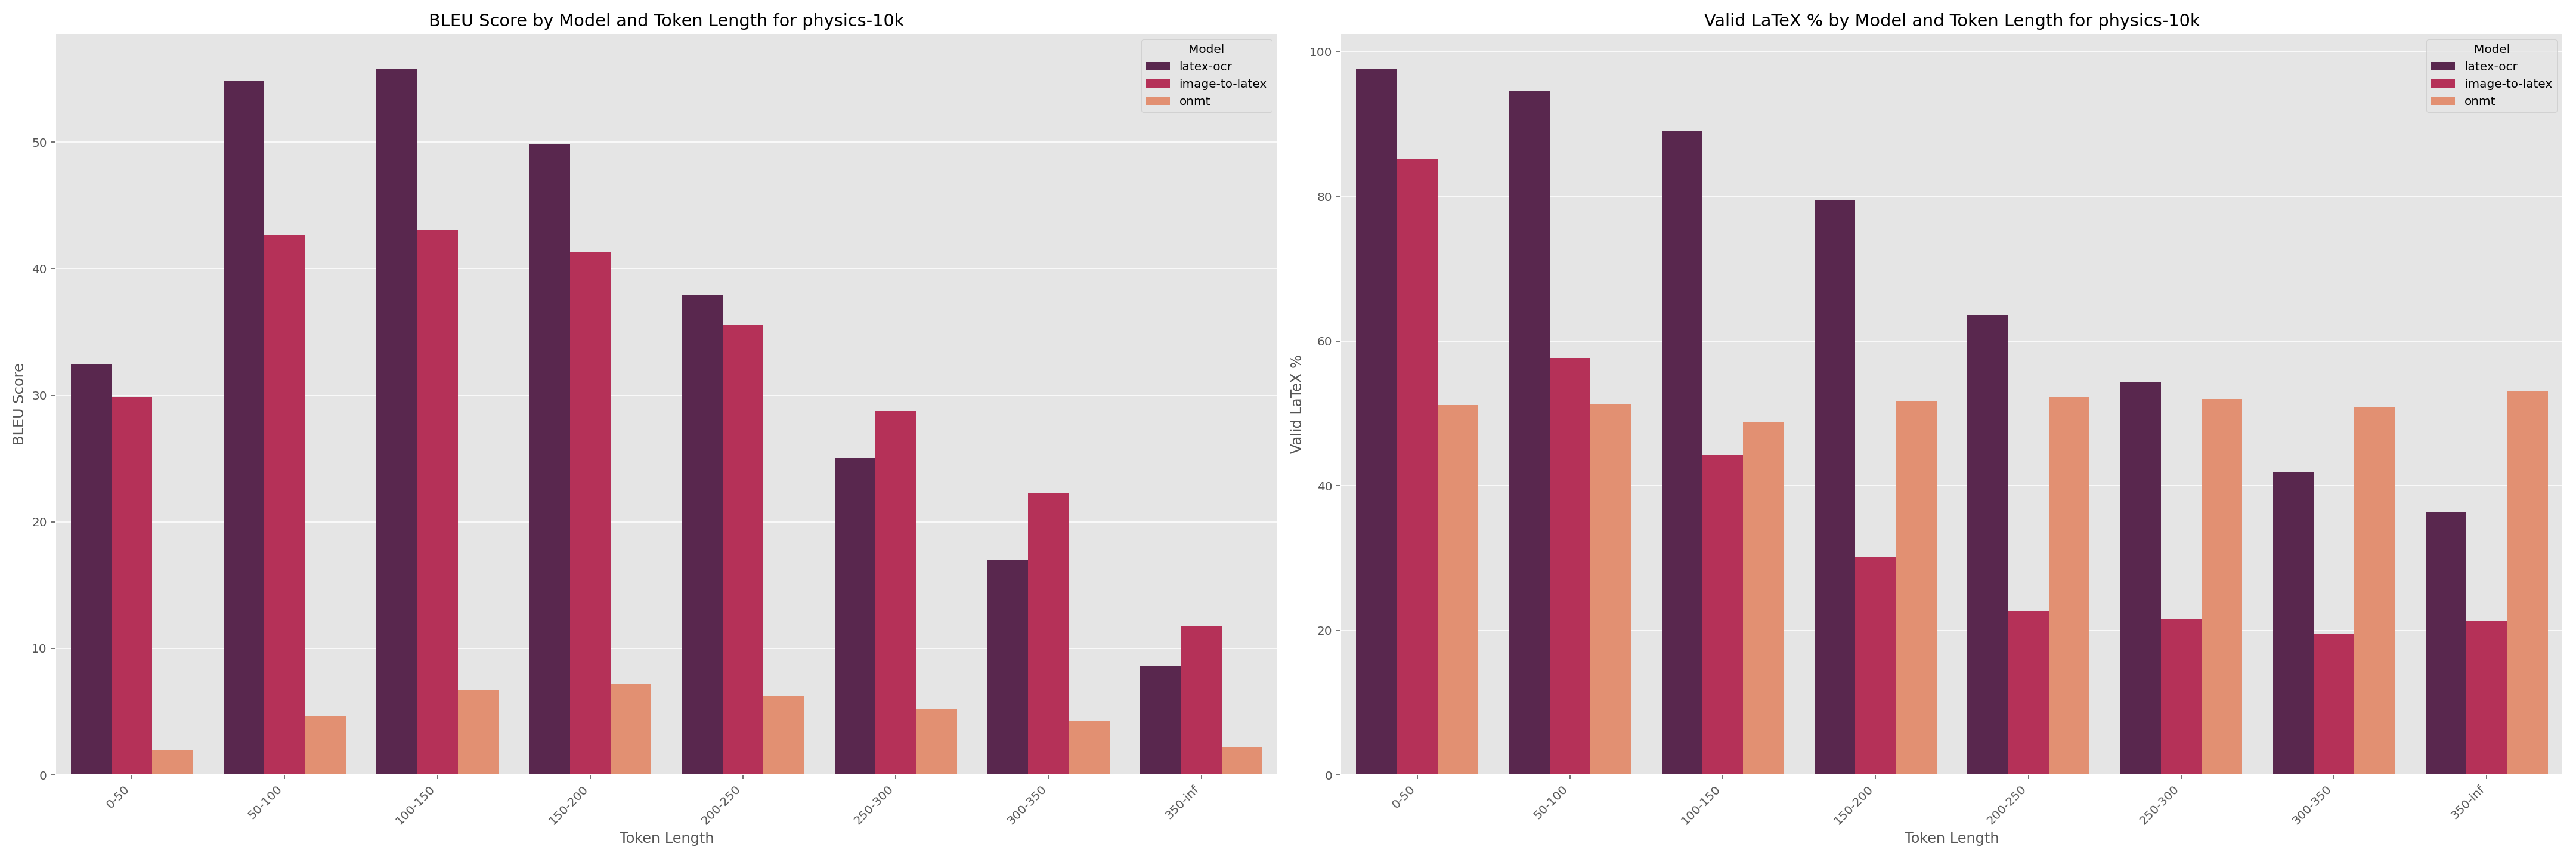 BLEU Score by Model and Token Length for physics-10k
Model
latex-ocr
image-to-latex
onmt
BLEU Score
50
40
30
20
10
0
0-50
50-100
100-150
150-200
200-250
250-300
300-350
350-inf
Token Length
Valid LaTeX % by Model and Token Length for physics-10k
Model
latex-ocr
image-to-latex
onmt
Valid LaTeX %
100
80
60
40
20
0
0-50
50-100
100-150
150-200
200-250
250-300
300-350
350-inf
Token Length